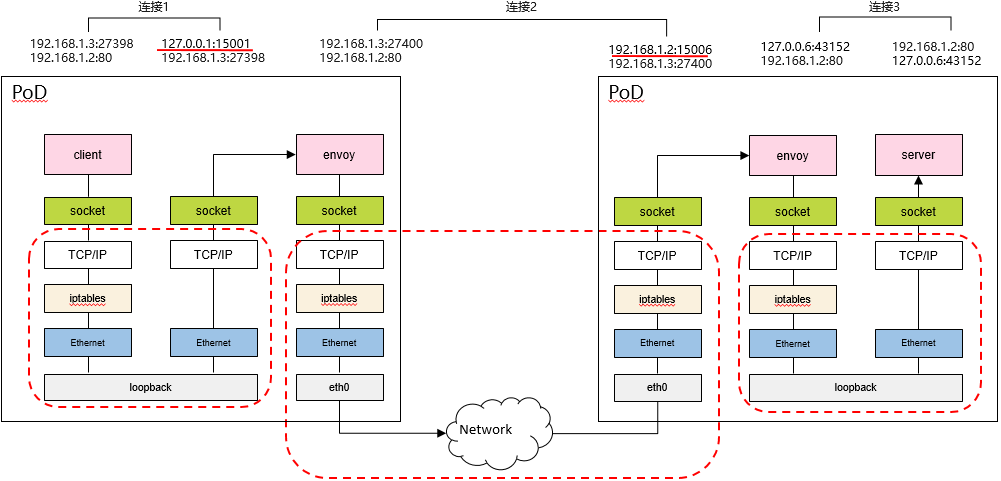 连接1
连接2
连接3
192.168.1.3:27398
192.168.1.2:80
127.0.0.1:15001
192.168.1.3:27398
192.168.1.3:27400
192.168.1.2:80
192.168.1.2:15006
192.168.1.3:27400
127.0.0.6:43152
192.168.1.2:80
192.168.1.2:80
127.0.0.6:43152
PoD
PoD
client
envoy
envoy
server
socket
socket
socket
socket
socket
socket
TCP/IP
TCP/IP
TCP/IP
TCP/IP
TCP/IP
TCP/IP
iptables
iptables
iptables
iptables
Ethernet
Ethernet
Ethernet
Ethernet
Ethernet
Ethernet
loopback
eth0
eth0
loopback
Network